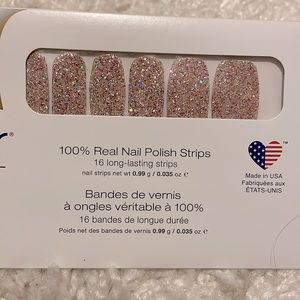 r
100% Real Nail Polish Strips
16 long-lasting strips
nail strips net wt 0.99 g / 0.035 oz ℮
Bandes de vernis
à ongles véritable à 100%
16 bandes de longue durée
Poids net des bandes de vernis 0.99 g / 0.035 oz ℮
™
Made in USA
Fabriquées aux
ÉTATS-UNIS